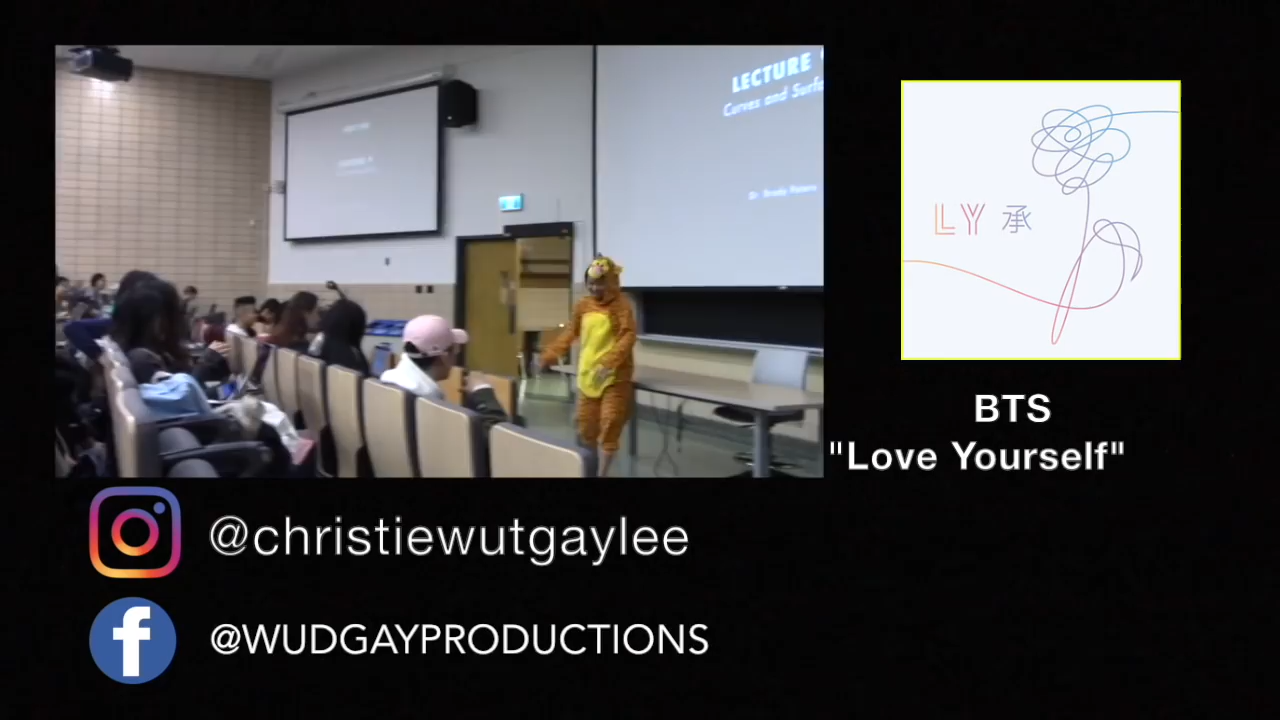 LECTURE
Curves and Surfa
LY 承
BTS
"Love Yourself"
@christiewutgaylee
@WUDGAYPRODUCTIONS